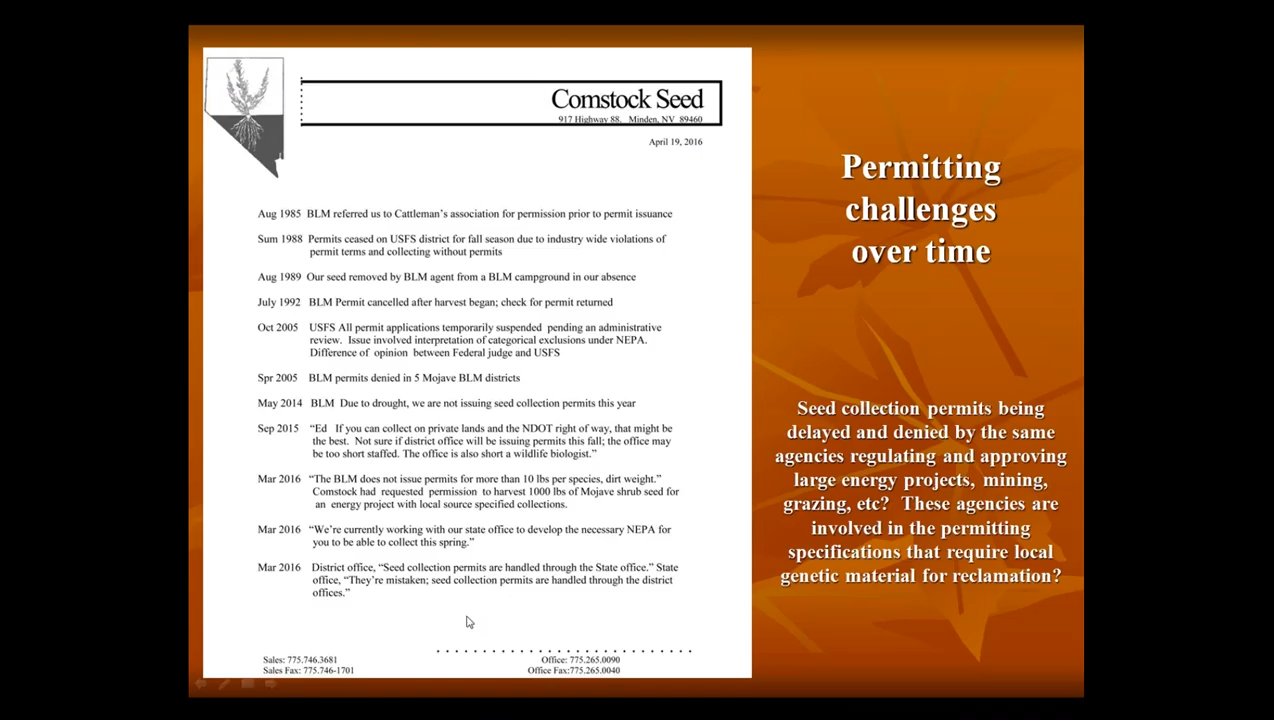 Comstock Seed
917 Highway 88. Minden, NV 89460
April 19, 2016
Aug 1985 BLM referred us to Cattleman's association for permission prior to permit issuance
Sum 1988 Permits ceased on USFS district for fall season due to industry wide violations of
permit terms and collecting without permits
Aug 1989 Our seed removed by BLM agent from a BLM campground in our absence
July 1992 BLM Permit cancelled after harvest began; check for permit returned
Oct 2005 USFS All permit applications temporarily suspended pending an administrative
review. Issue involved interpretation of categorical exclusions under NEPA.
Difference of opinion between Federal judge and USFS
Spr 2005 BLM permits denied in 5 Mojave BLM districts
May 2014 BLM Due to drought, we are not issuing seed collection permits this year
Sep 2015 “Ed If you can collect on private lands and the NDOT right of way, that might be
the best. Not sure if district office will be issuing permits this fall; the office may
be too short staffed. The office is also short a wildlife biologist.”
Mar 2016 “The BLM does not issue permits for more than 10 lbs per species, dirt weight.”
Comstock had requested permission to harvest 1000 lbs of Mojave shrub seed for
an energy project with local source specified collections.
Mar 2016 “We're currently working with our state office to develop the necessary NEPA for
you to be able to collect this spring.”
Mar 2016 District office, “Seed collection permits are handled through the State office.” State
office, “They're mistaken; seed collection permits are handled through the district
offices.”
Sales: 775.746.3681
Sales Fax: 775.746-1701
Office: 775.265.0090
Office Fax:775.265.0040
Permitting
challenges
over time
Seed collection permits being
delayed and denied by the same
agencies regulating and approving
large energy projects, mining,
grazing, etc? These agencies are
involved in the permitting
specifications that require local
genetic material for reclamation?